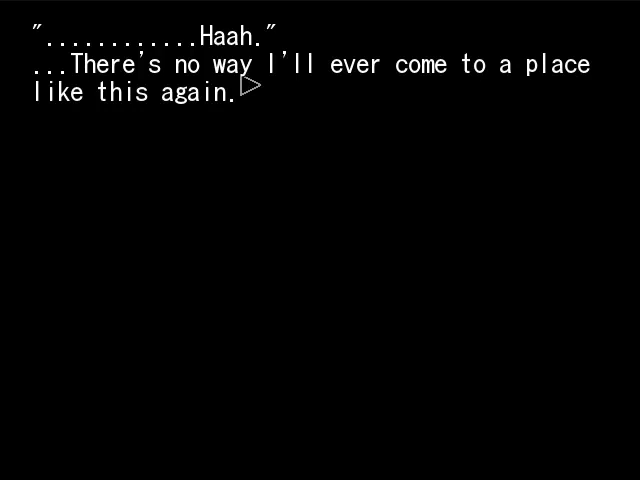 "............Haah."
...There's no way I'll ever come to a place
like this again.